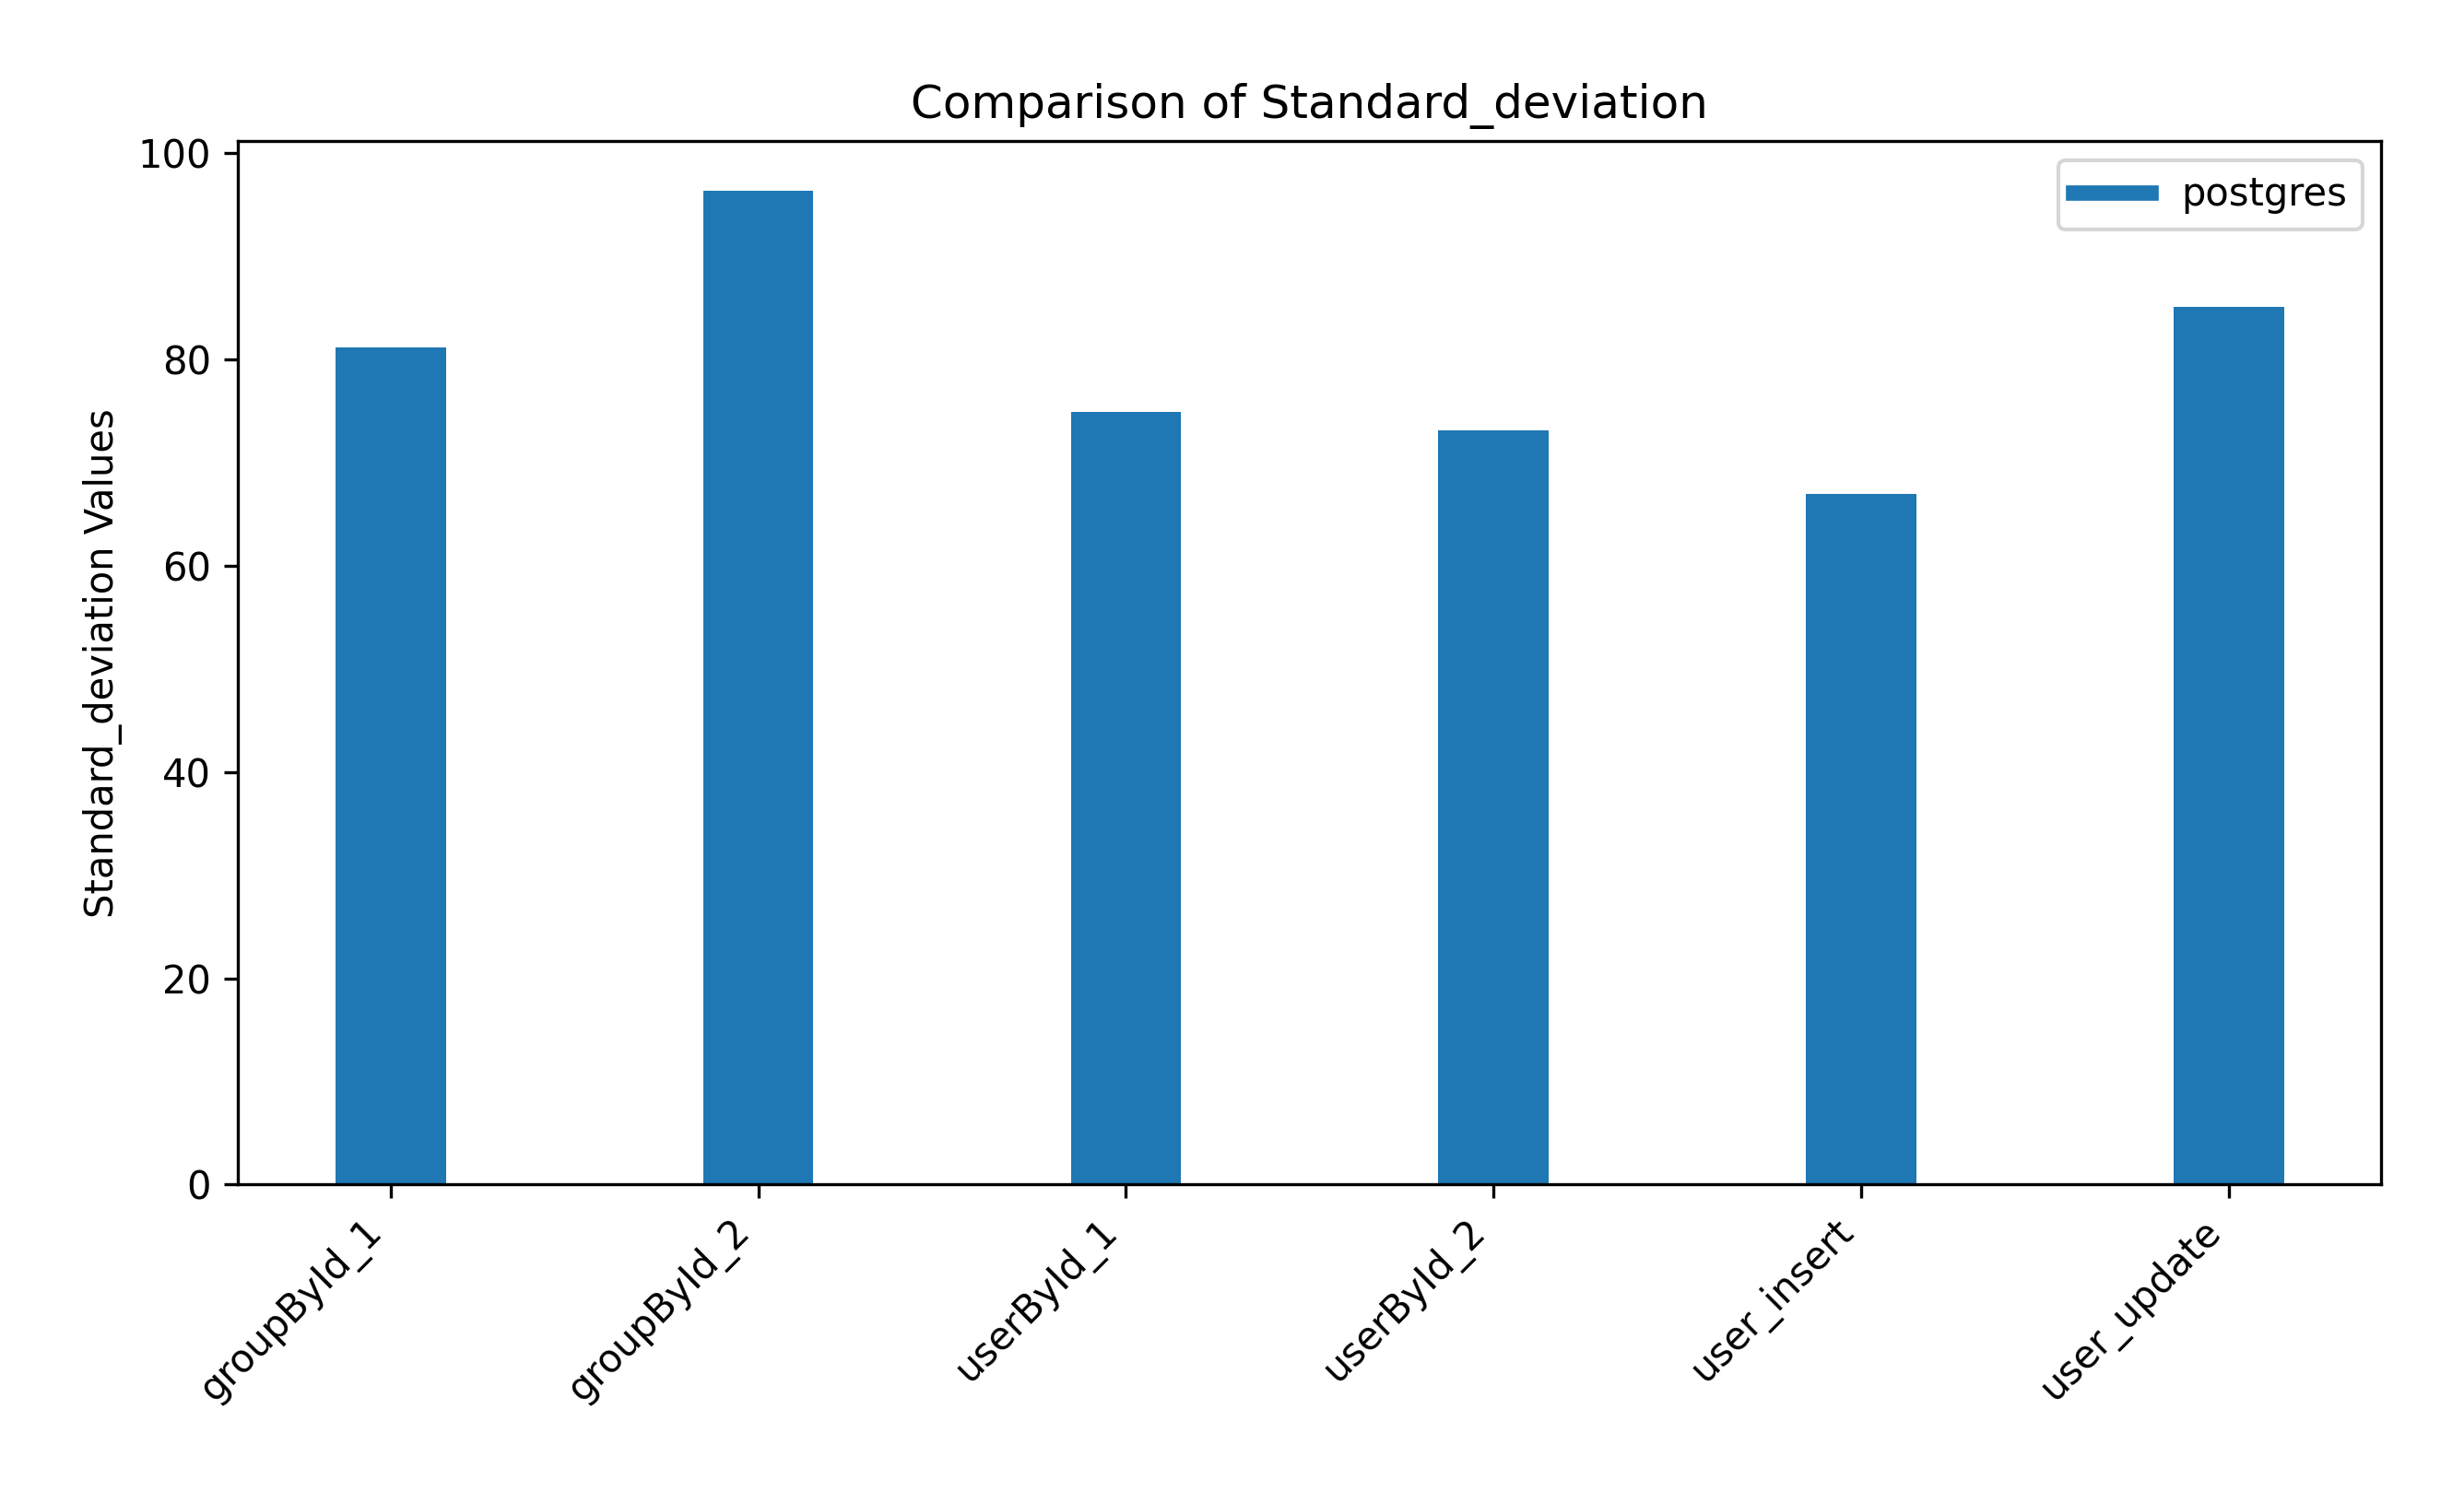 Comparison of Standard_deviation
postgres
Standard_deviation Values
100
80
60
40
20
0
groupById_1
groupById_2
userById_1
userById_2
user_insert
user_update